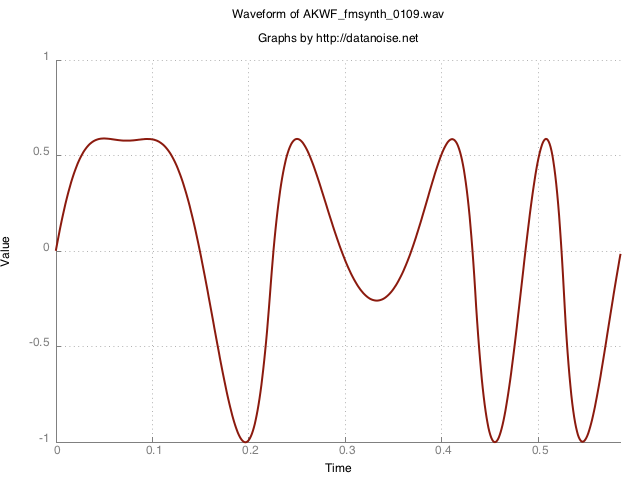 Waveform of AKWF_fmsynth_0109.wav
Graphs by http://datanoise.net
1
0.5
0
-0.5
-1
Value
0 0.1 0.2 0.3 0.4 0.5
Time